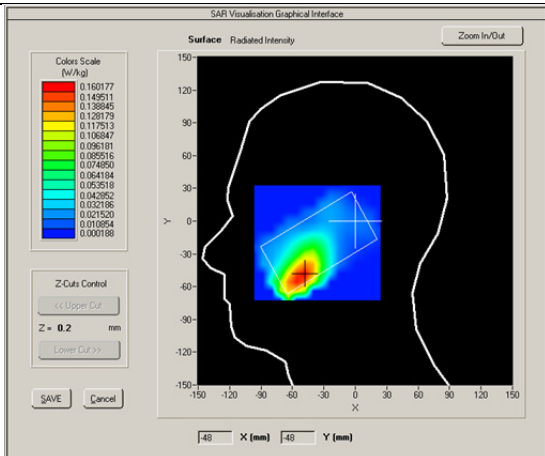 SAR Visualisation Graphical Interface
Surface Radiated Intensity
Zoom In/Out
Colors Scale
(W/kg)
0.160177
0.149511
0.138845
0.128179
0.117513
0.106847
0.096181
0.085516
0.074850
0.064184
0.053518
0.042852
0.032186
0.021520
0.010854
0.000188
Z-Cuts Control
<< Upper Cut
Z = 0.2 mm
Lower Cut >>
SAVE Cancel
150-
120-
90-
60-
30-
Y 0-
-30-
-60-
-90-
-120-
-150-
-150 -120 -90 -60 -30 0 30 60 90 120 150
X
-48 X (mm) -48 Y (mm)